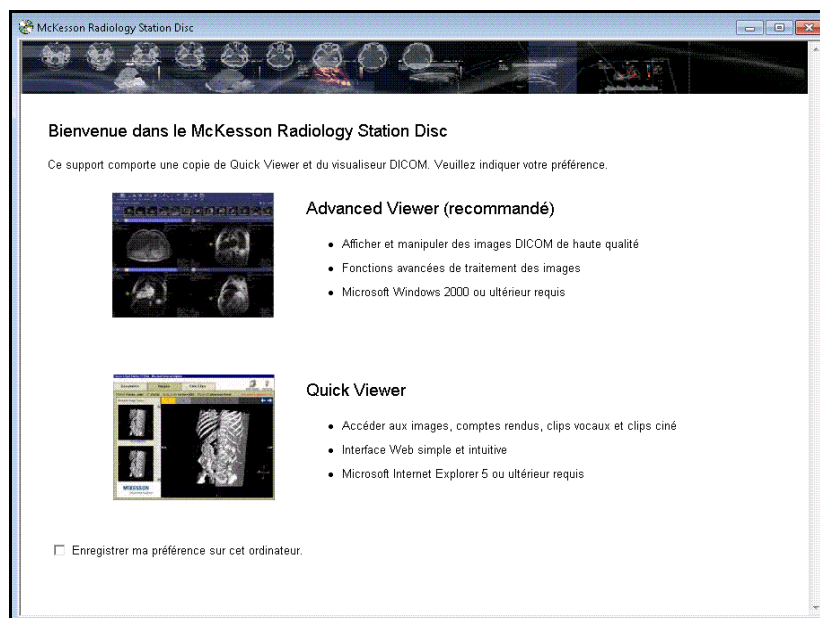 McKesson Radiology Station Disc
Bienvenue dans le McKesson Radiology Station Disc
Ce support comporte une copie de Quick Viewer et du visualiseur DICOM. Veuillez indiquer votre préférence.
Advanced Viewer (recommandé)
Afficher et manipuler des images DICOM de haute qualité
Fonctions avancées de traitement des images
Microsoft Windows 2000 ou ultérieur requis
Quick Viewer
Accéder aux images, comptes rendus, clips vocaux et clips ciné
Interface Web simple et intuitive
Microsoft Internet Explorer 5 ou ultérieur requis
McKESSON
Enregistrer ma préférence sur cet ordinateur.